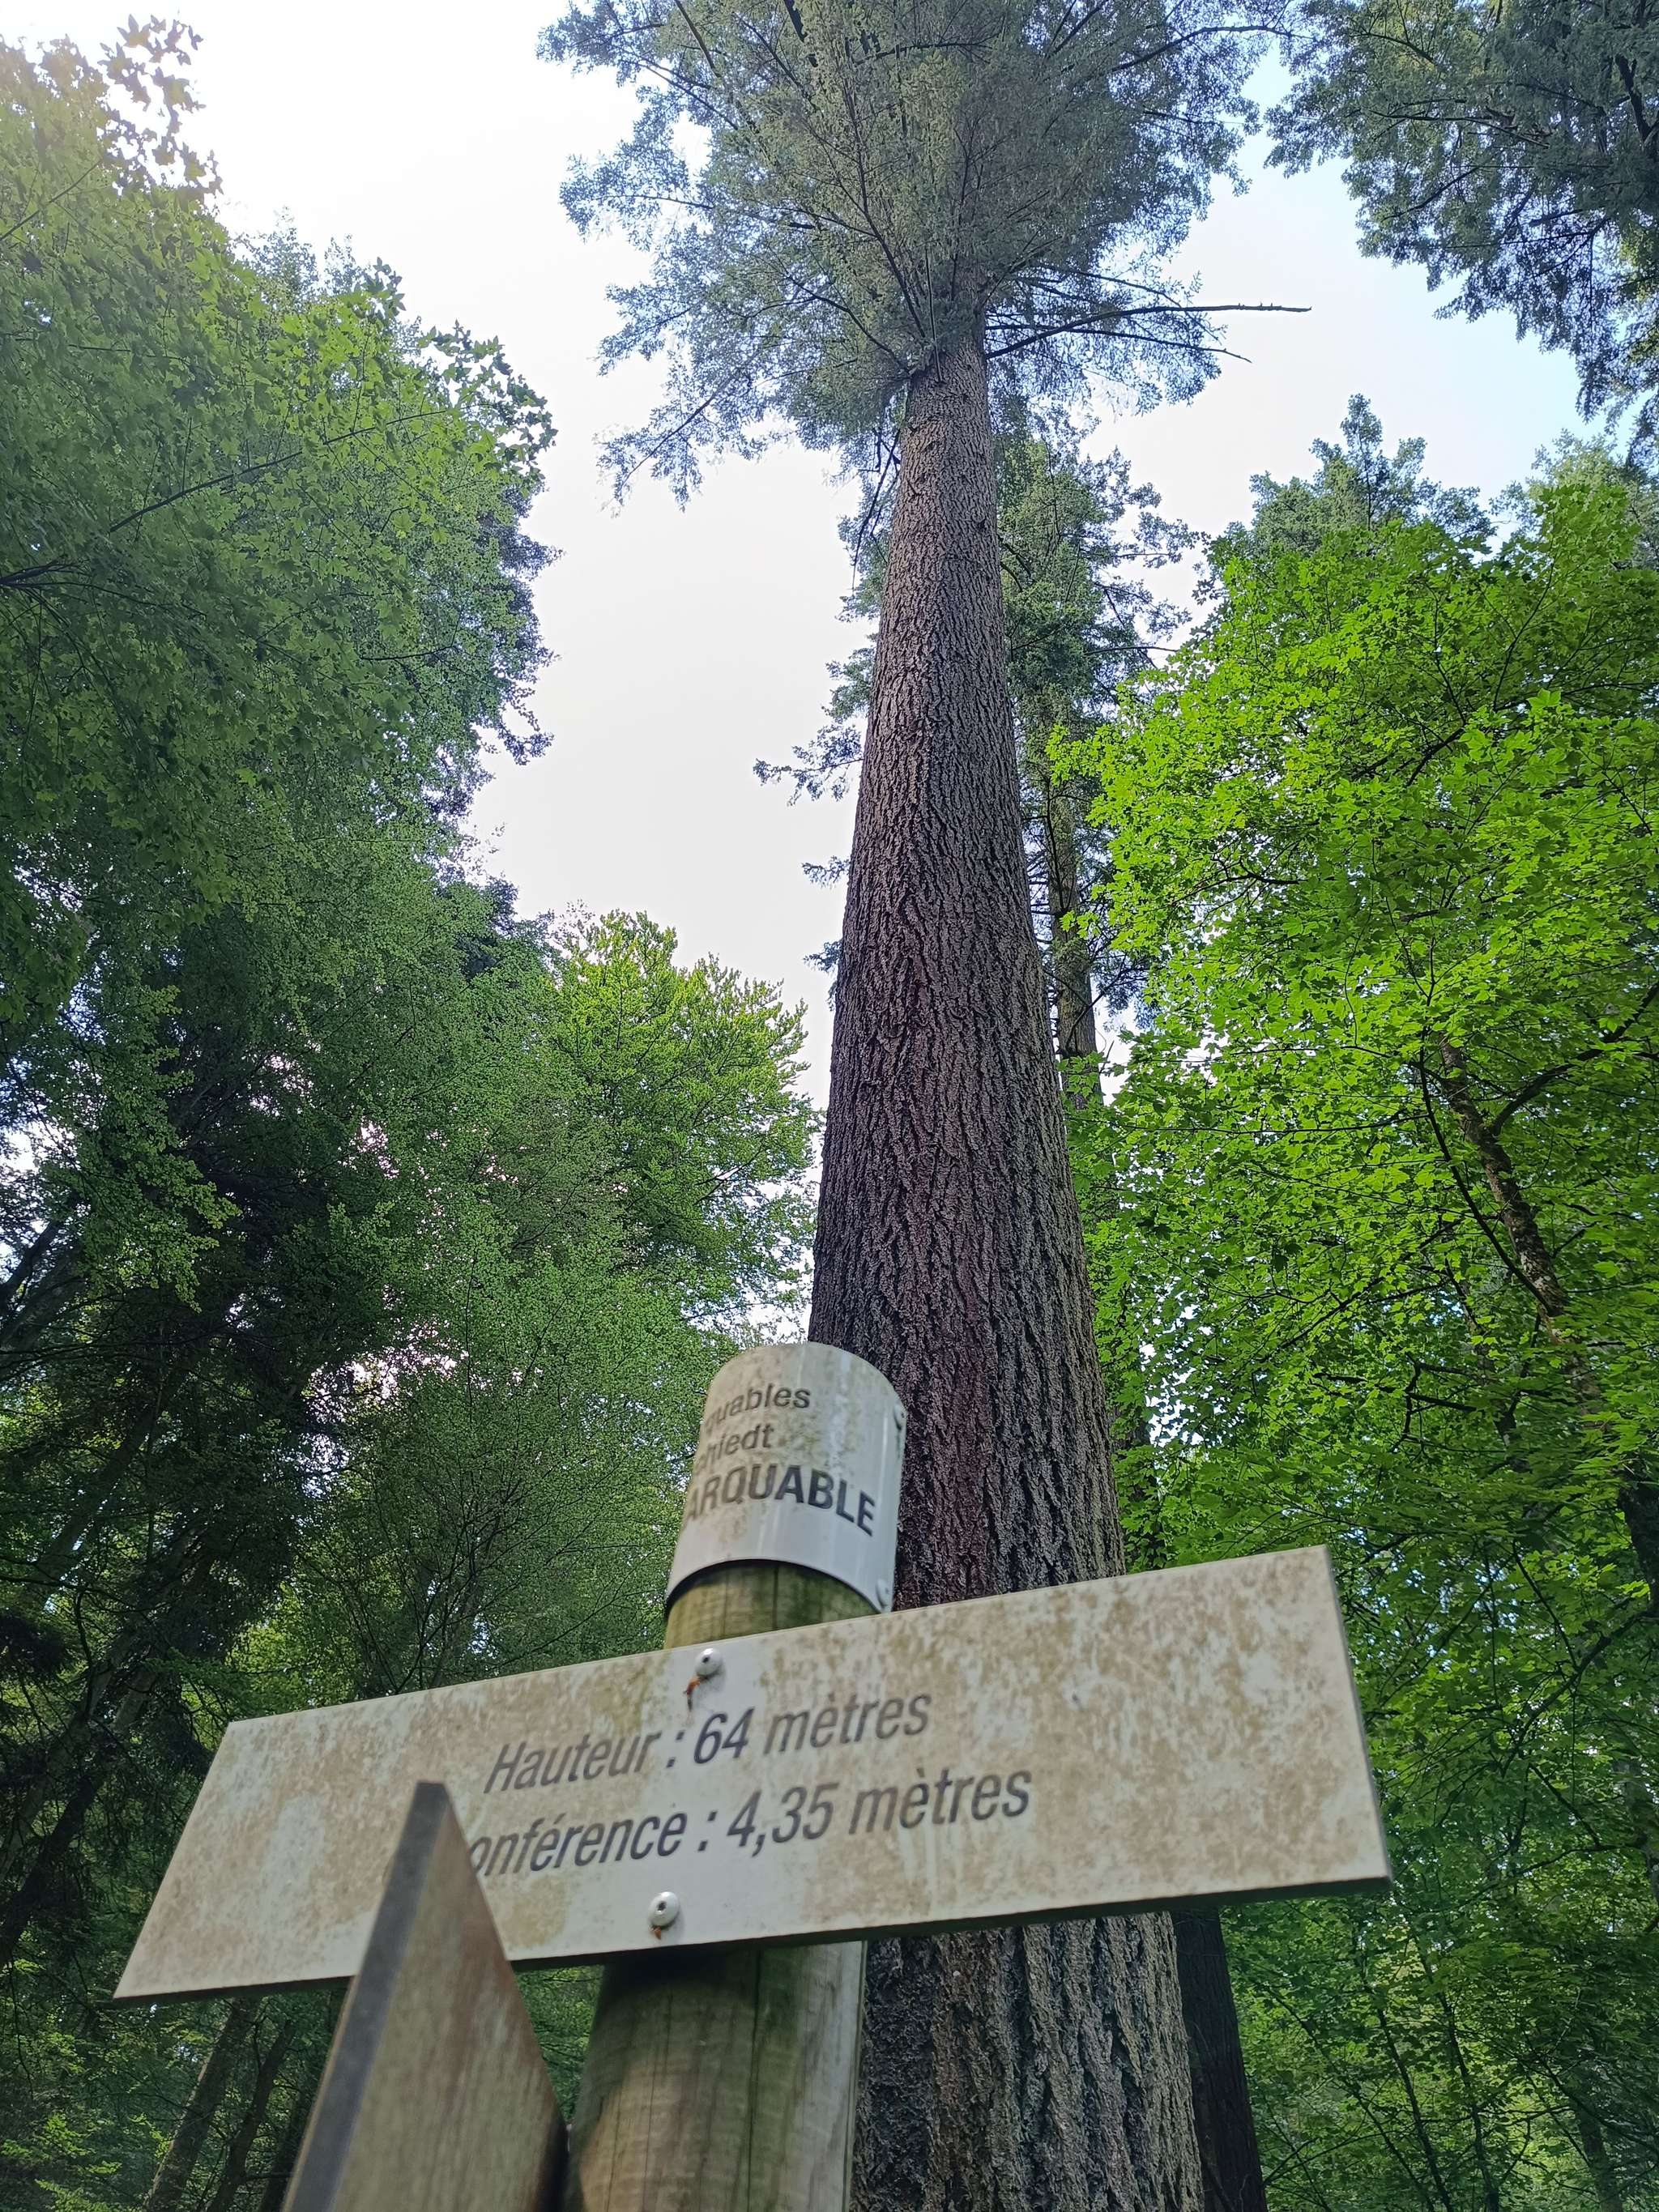 quables
chiedt
ARQUABLE
Hauteur : 64 mètres
onférence : 4,35 mètres